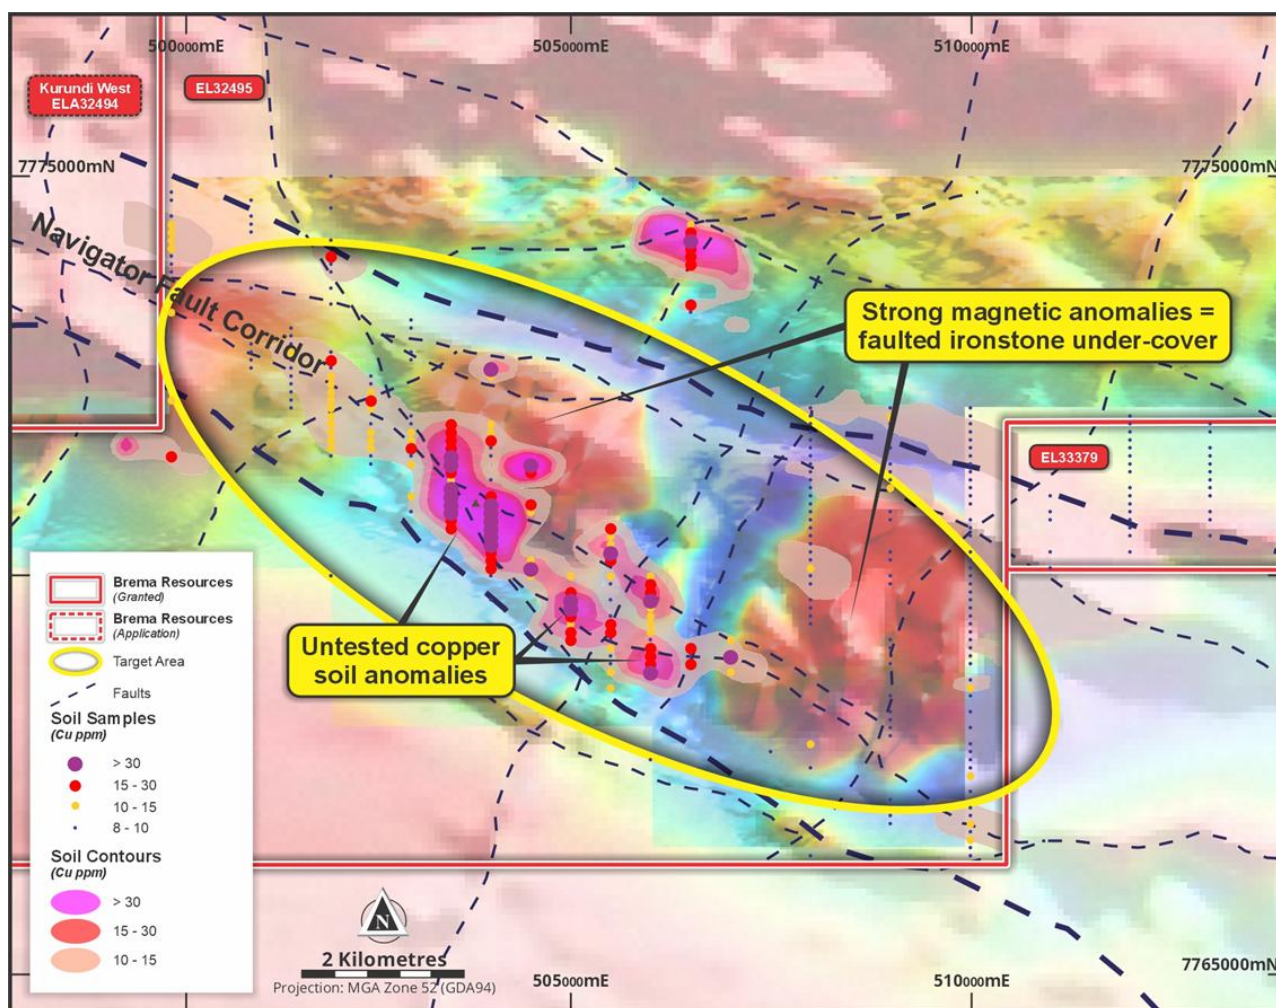 500000mE
505000mE
510000mE
Kurundi West
ELA32494
EL32495
7775000mN
7775000mN
Navigator Fault Corridor
Strong magnetic anomalies =
faulted ironstone under-cover
EL33379
Untested copper
soil anomalies
Brema Resources
(Granted)
Brema Resources
(Application)
Target Area
Faults
Soil Samples
(Cu ppm)
> 30
15 - 30
10 - 15
8 - 10
Soil Contours
(Cu ppm)
> 30
15 - 30
10 - 15
N
2 Kilometres
Projection: MGA Zone 52 (GDA94)
505000mE
510000mE
7765000mN